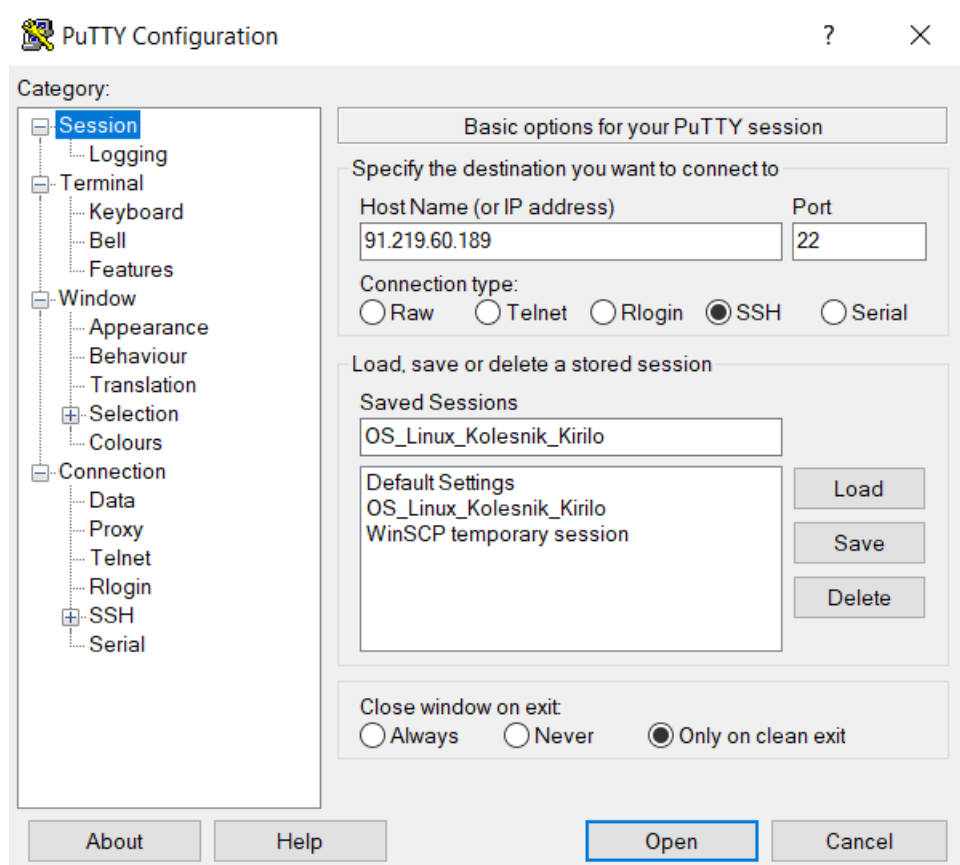 PuTTY Configuration
?
Category:
Session
Logging
Terminal
Keyboard
Bell
Features
Window
Appearance
Behaviour
Translation
Selection
Colours
Connection
Data
Proxy
Telnet
Rlogin
SSH
Serial
Basic options for your PuTTY session
Specify the destination you want to connect to
Host Name (or IP address) Port
91.219.60.189 22
Connection type:
Raw Telnet Rlogin SSH Serial
Load, save or delete a stored session
Saved Sessions
OS_Linux_Kolesnik_Kirilo
Default Settings
OS_Linux_Kolesnik_Kirilo
WinSCP temporary session
Load
Save
Delete
Close window on exit:
Always Never Only on clean exit
About Help Open Cancel